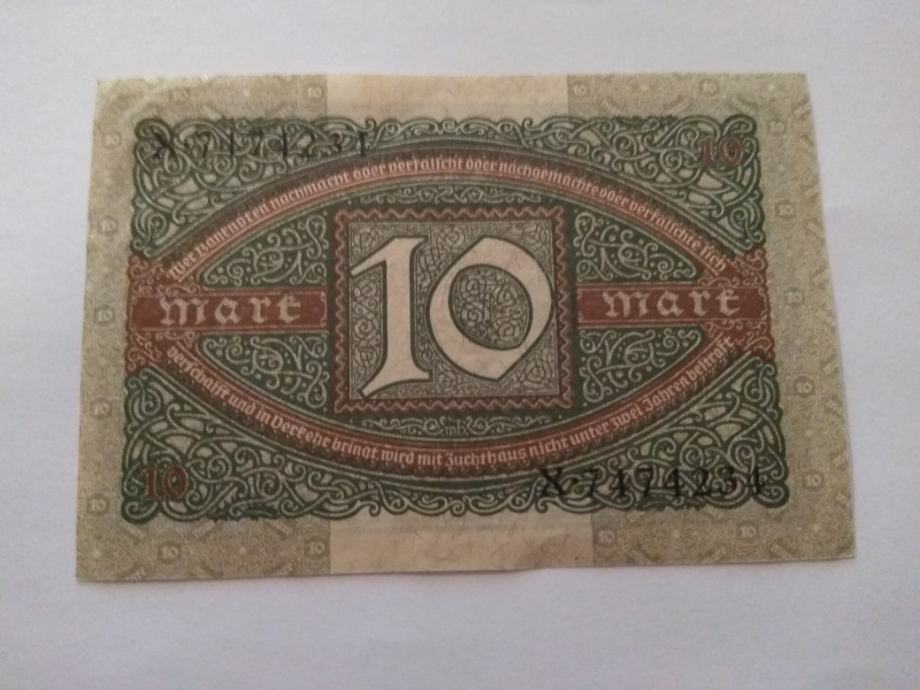 X·7474234
10
Wer Banknoten nachmacht oder verfälscht oder nachgemachte oder verfälschte sich
Mark
10
Mark
verschafft und in Verkehr bringt, wird mit Zuchthaus nicht unter zwei Jahren bestraft
10
X·7474234